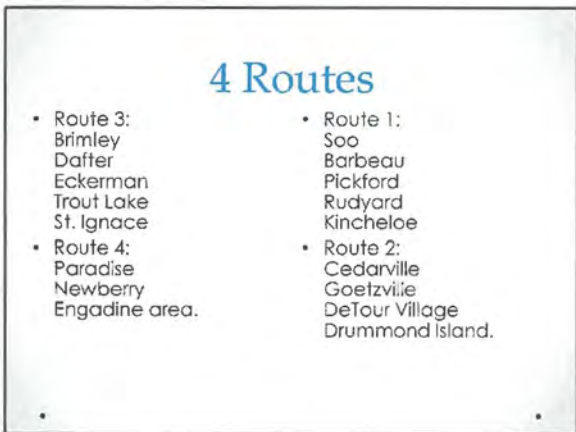 4 Routes
• Route 3:
Brimley
Dafter
Eckerman
Trout Lake
St. Ignace
• Route 4:
Paradise
Newberry
Engadine area.
• Route 1:
Soo
Barbeau
Pickford
Rudyard
Kincheloe
• Route 2:
Cedarville
Goetzville
DeTour Village
Drummond Island.